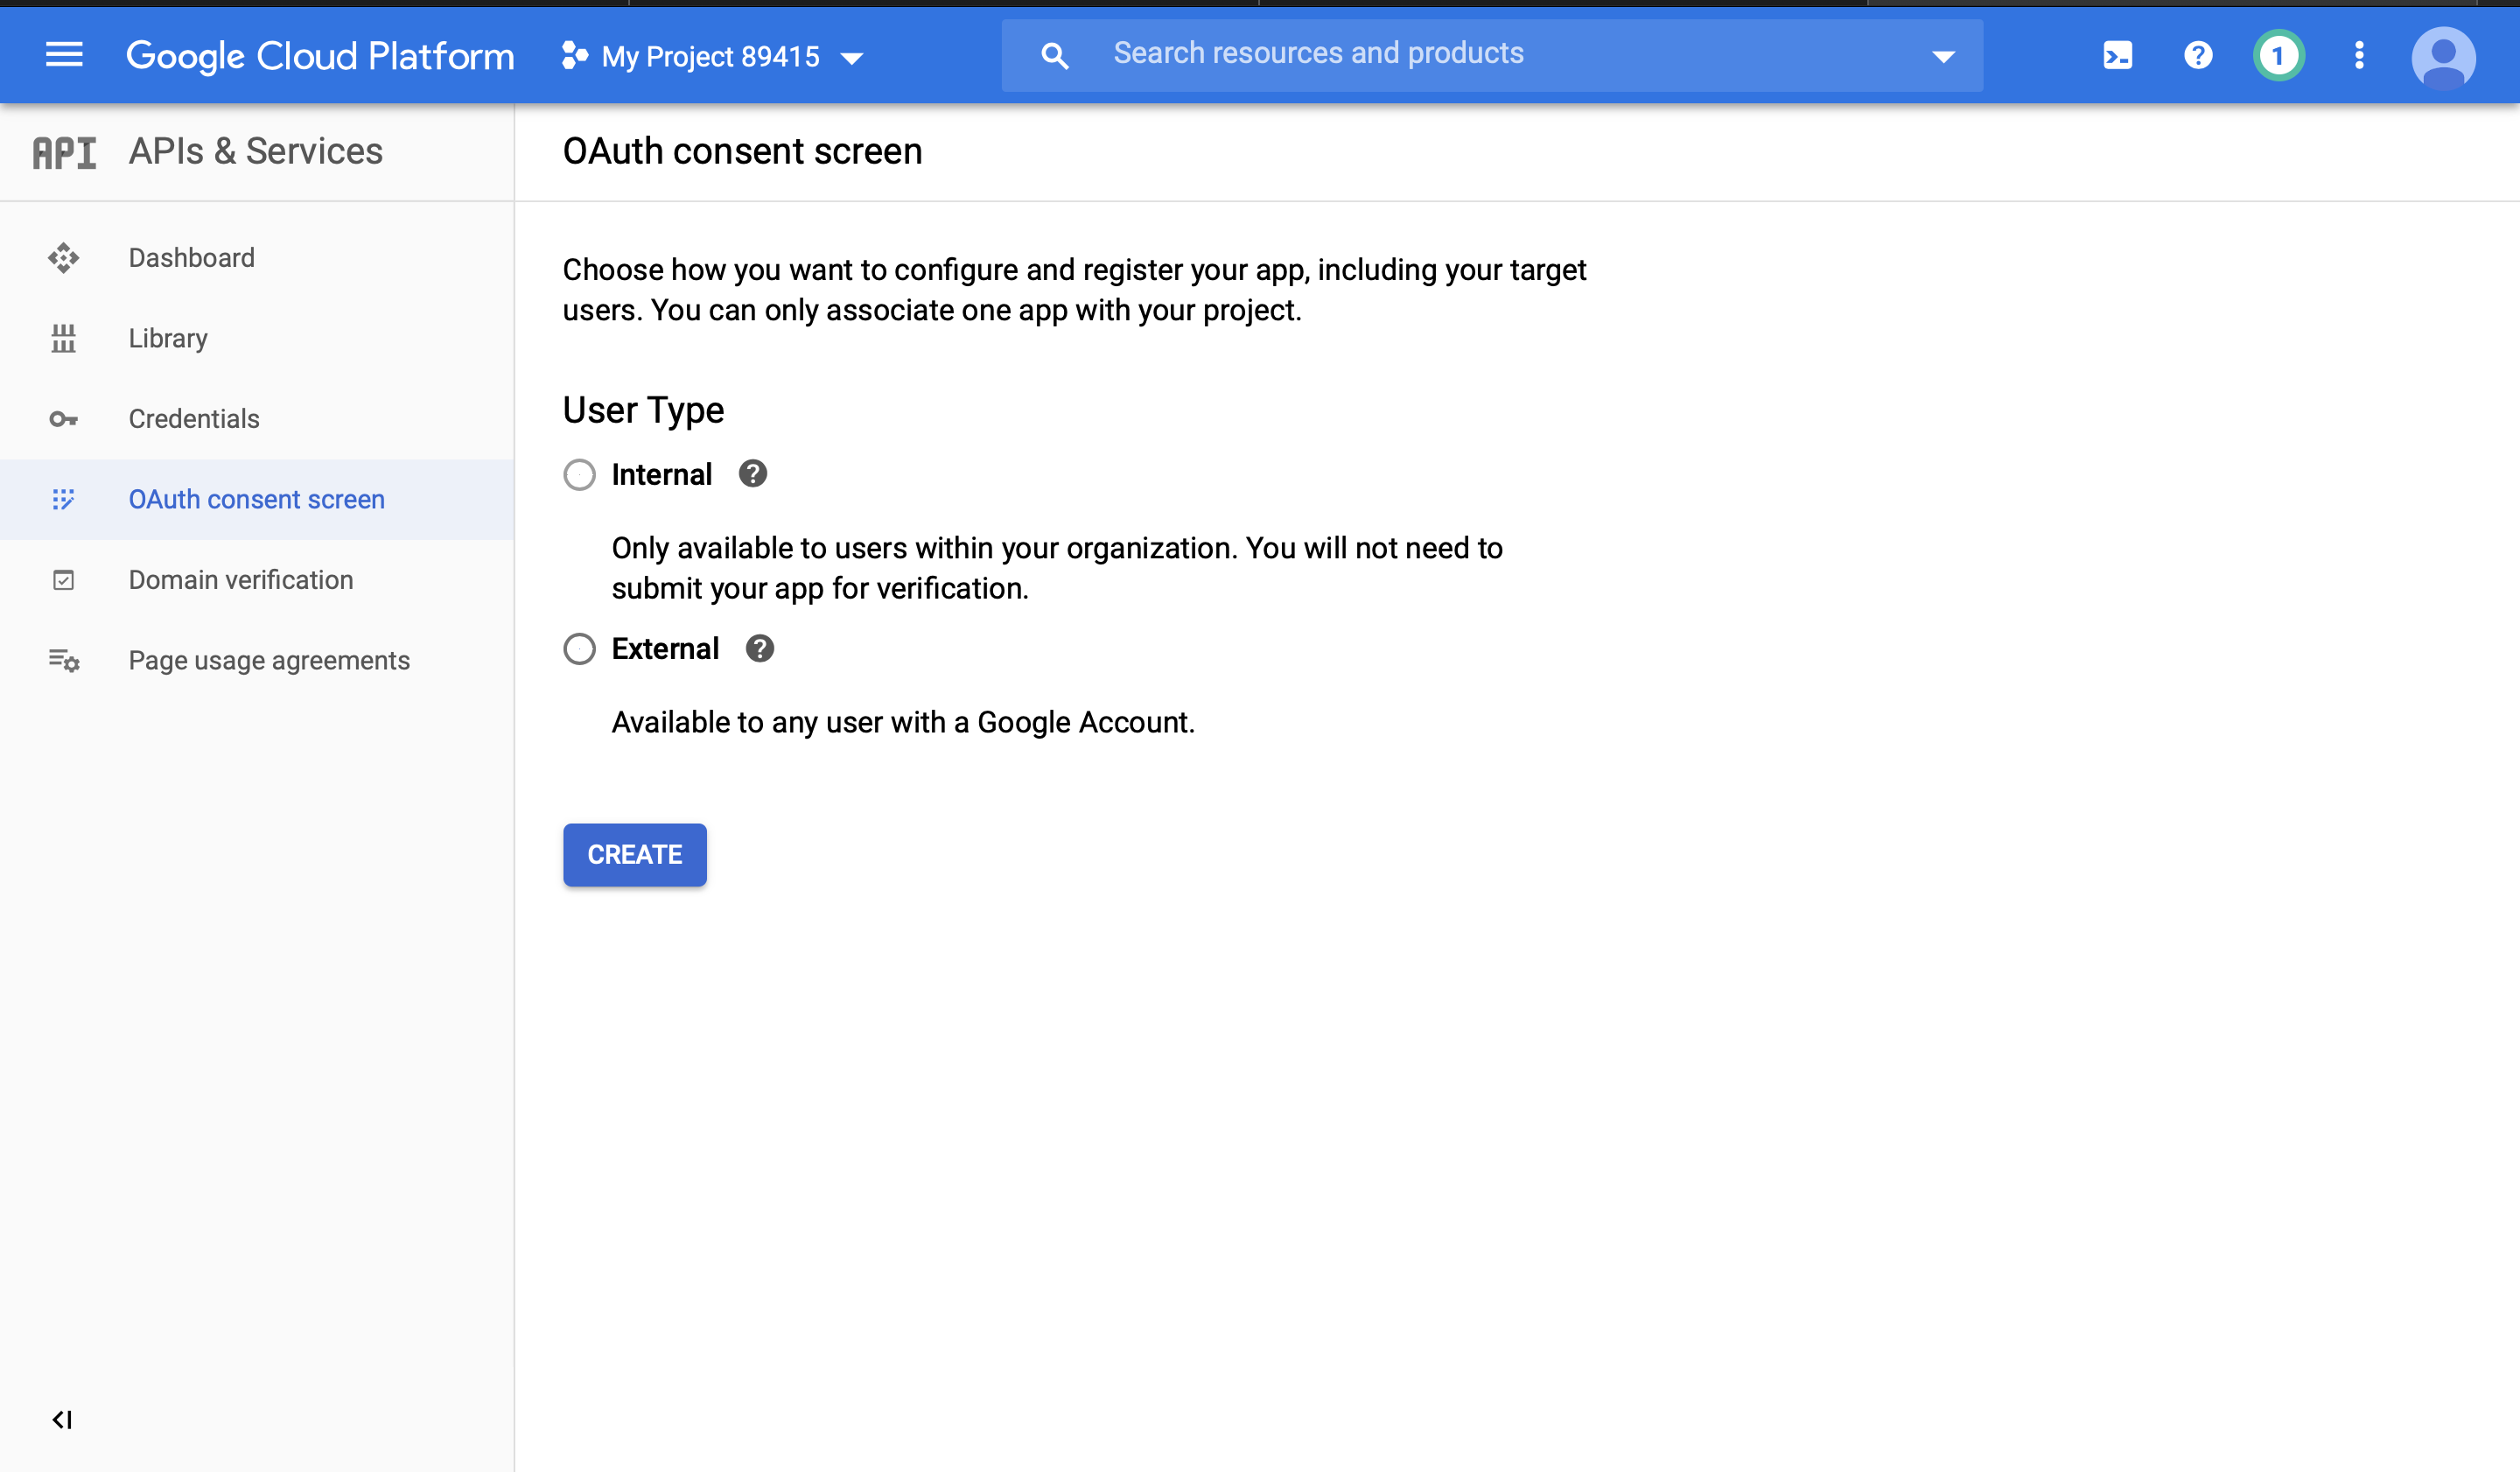 Google Cloud Platform
My Project 89415
Search resources and products
1
API
APIs & Services
OAuth consent screen
Dashboard
Library
Credentials
OAuth consent screen
Domain verification
Page usage agreements
Choose how you want to configure and register your app, including your target
users. You can only associate one app with your project.
User Type
Internal
Only available to users within your organization. You will not need to
submit your app for verification.
External
Available to any user with a Google Account.
CREATE